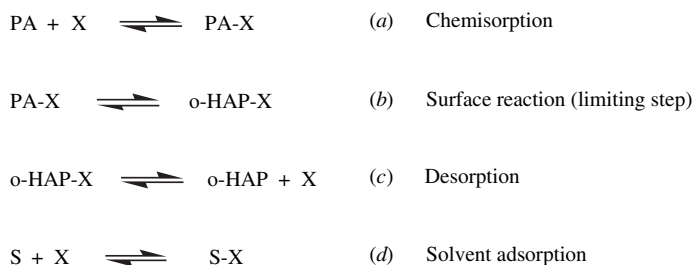 PA + X ⇌ PA-X (a) Chemisorption
PA-X ⇌ o-HAP-X (b) Surface reaction (limiting step)
o-HAP-X ⇌ o-HAP + X (c) Desorption
S + X ⇌ S-X (d) Solvent adsorption